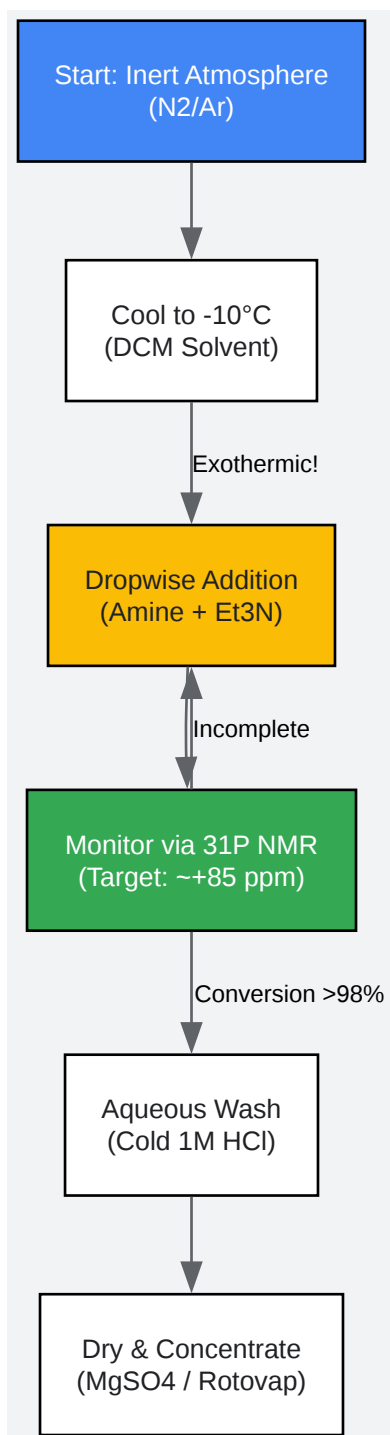 Start: Inert Atmosphere
(N2/Ar)
Cool to -10°C
(DCM Solvent)
Exothermic!
Dropwise Addition
(Amine + Et3N)
Incomplete
Monitor via 31P NMR
(Target: ~+85 ppm)
Conversion >98%
Aqueous Wash
(Cold 1M HCl)
Dry & Concentrate
(MgSO4 / Rotovap)